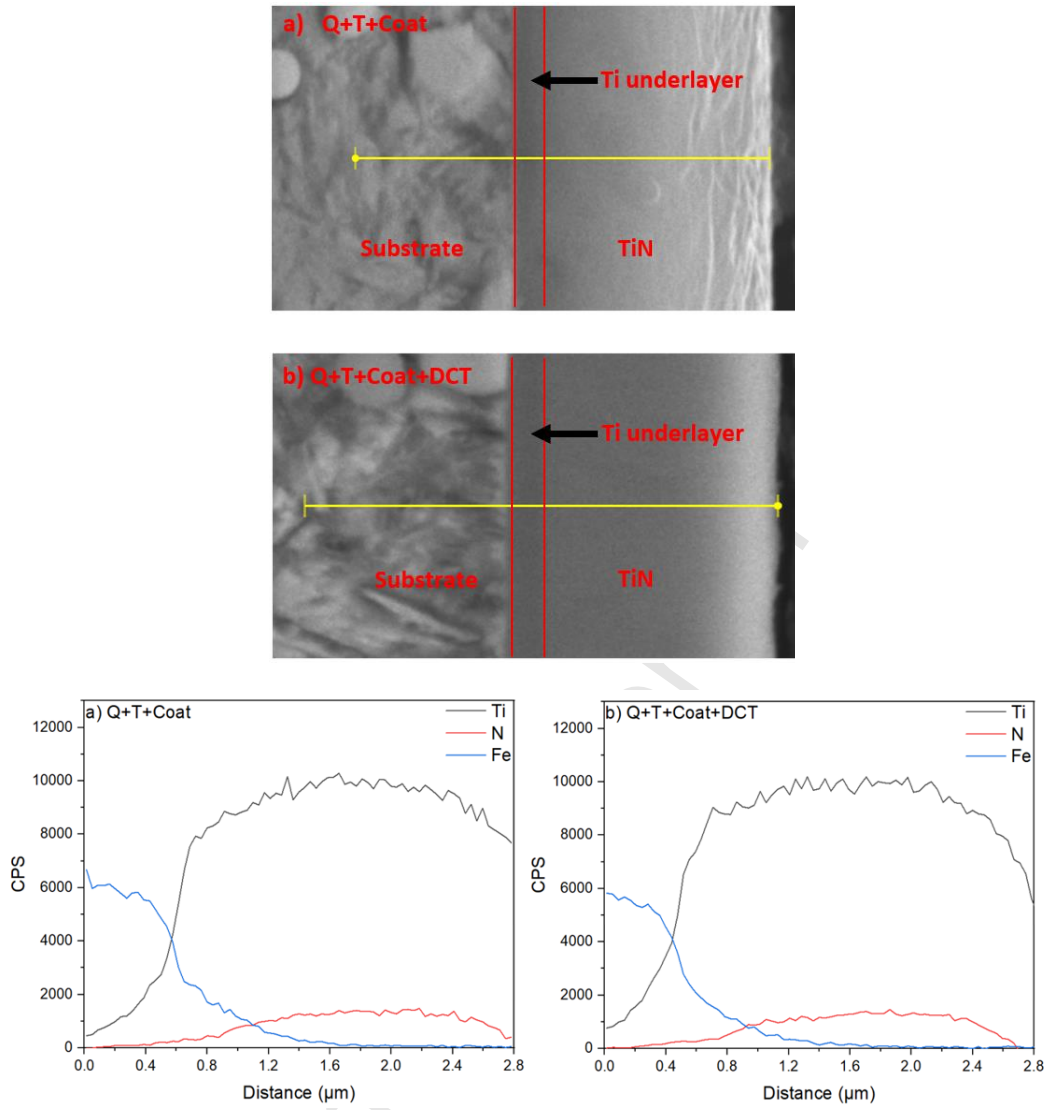 a) Q+T+Coat
Ti underlayer
Substrate TiN
b) Q+T+Coat+DCT
Ti underlayer
Substrate TiN
a) Q+T+Coat
Ti
N
Fe
12000
10000
8000
6000
4000
2000
0
CPS
0.0 0.4 0.8 1.2 1.6 2.0 2.4 2.8
Distance (µm)
b) Q+T+Coat+DCT
Ti
N
Fe
12000
10000
8000
6000
4000
2000
0
CPS
0.0 0.4 0.8 1.2 1.6 2.0 2.4 2.8
Distance (µm)